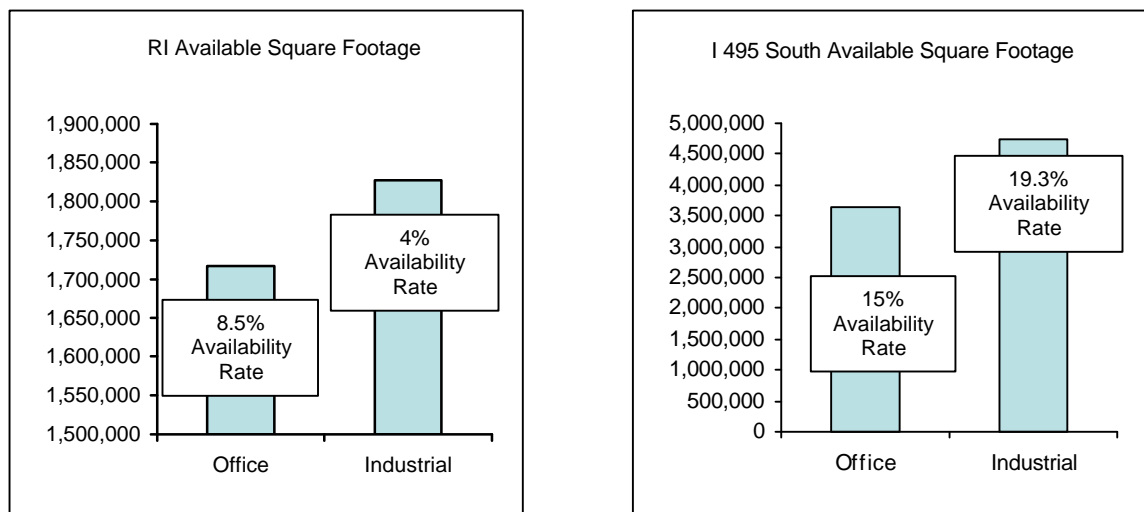 RI Available Square Footage
1,900,000
1,850,000
1,800,000
1,750,000
1,700,000
1,650,000
1,600,000
1,550,000
1,500,000
8.5%
Availability
Rate
4%
Availability
Rate
Office
Industrial
I 495 South Available Square Footage
5,000,000
4,500,000
4,000,000
3,500,000
3,000,000
2,500,000
2,000,000
1,500,000
1,000,000
500,000
0
15%
Availability
Rate
19.3%
Availability
Rate
Office
Industrial